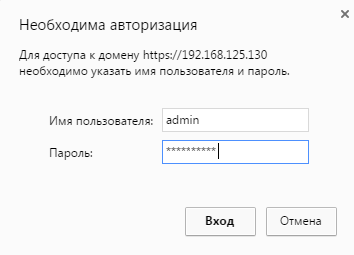 Необходима авторизация
Для доступа к домену https://192.168.125.130
необходимо указать имя пользователя и пароль.
Имя пользователя: admin
Пароль: **********
Вход Отмена